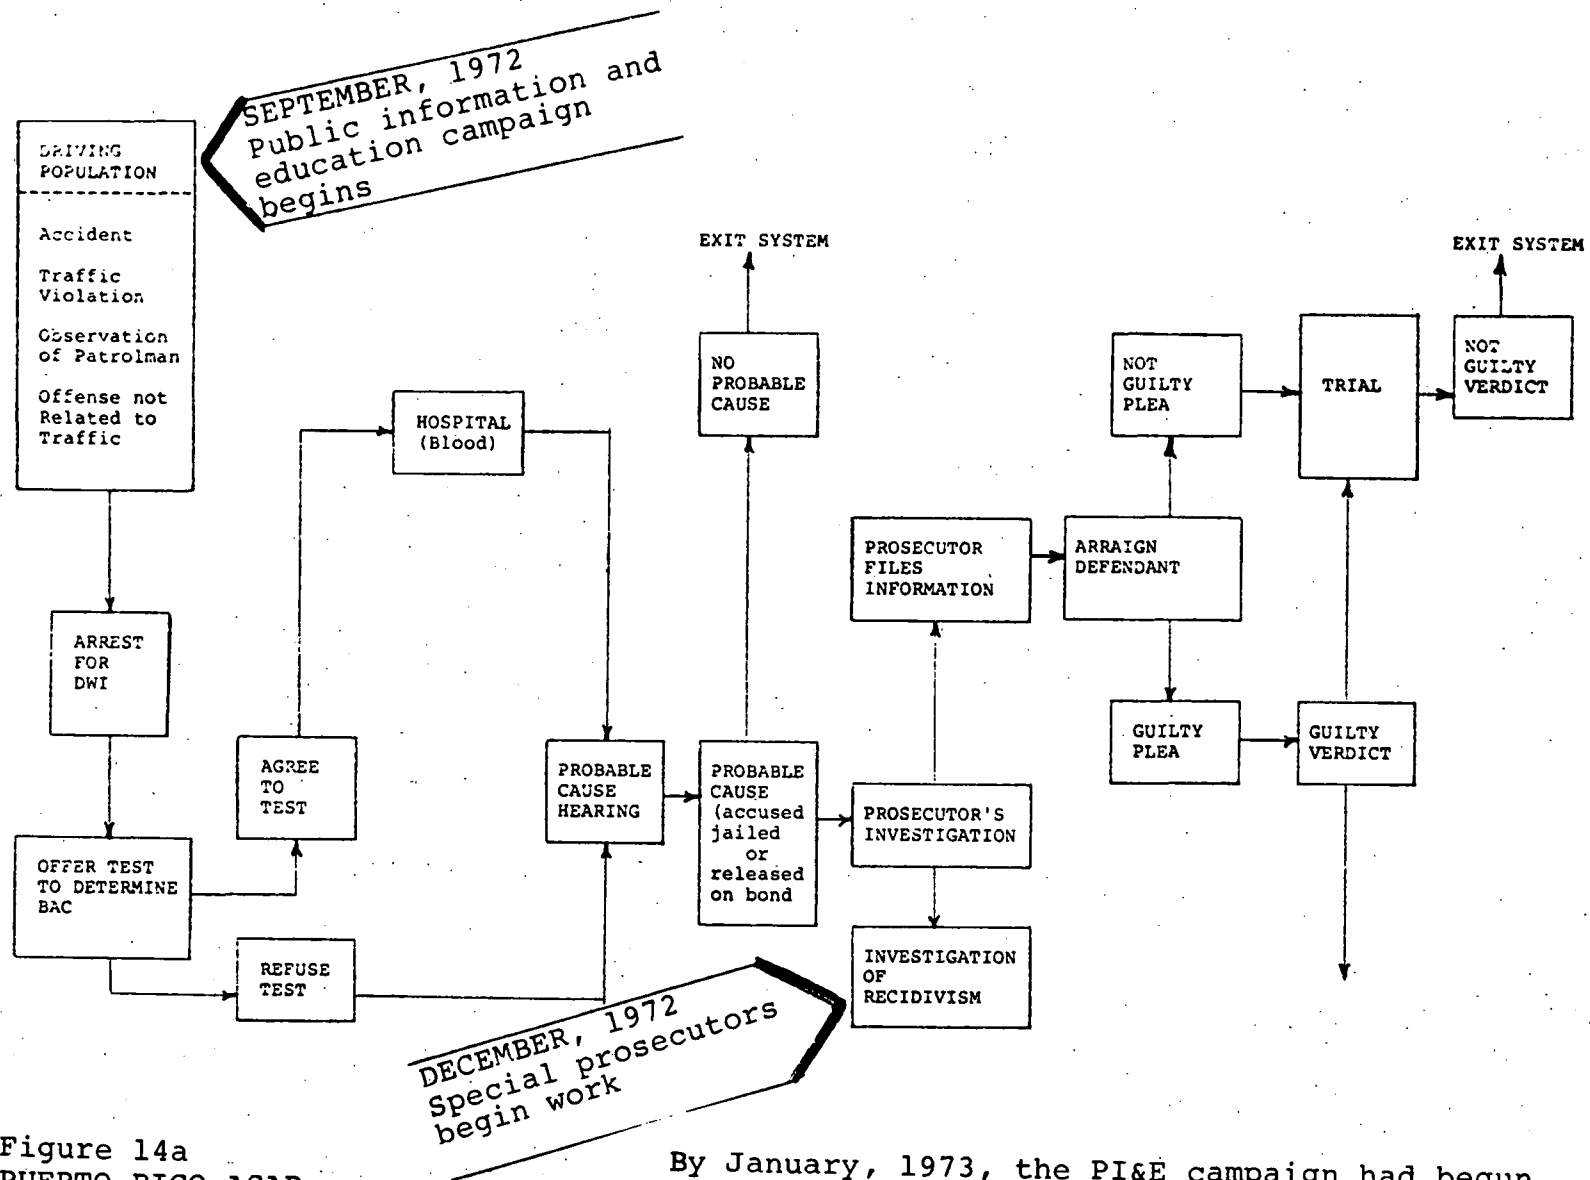 SEPTEMBER, 1972
Public information and
education campaign
begins
DRIVING
POPULATION
Accident
Traffic
Violation
Observation
of Patrolman
Offense not
Related to
Traffic
ARREST
FOR
DWI
OFFER TEST
TO DETERMINE
BAC
AGREE
TO
TEST
REFUSE
TEST
HOSPITAL
(Blood)
PROBABLE
CAUSE
HEARING
EXIT SYSTEM
NO
PROBABLE
CAUSE
PROBABLE
CAUSE
(accused
jailed
or
released
on bond
PROSECUTOR
FILES
INFORMATION
PROSECUTOR'S
INVESTIGATION
INVESTIGATION
OF
RECIDIVISM
ARRAIGN
DEFENDANT
NOT
GUILTY
PLEA
GUILTY
PLEA
TRIAL
GUILTY
VERDICT
EXIT SYSTEM
NOT
GUILTY
VERDICT
DECEMBER, 1972
Special prosecutors
begin work
Figure 14a
PUERTO RICO ASAP
By January, 1973, the PI&E campaign had begun